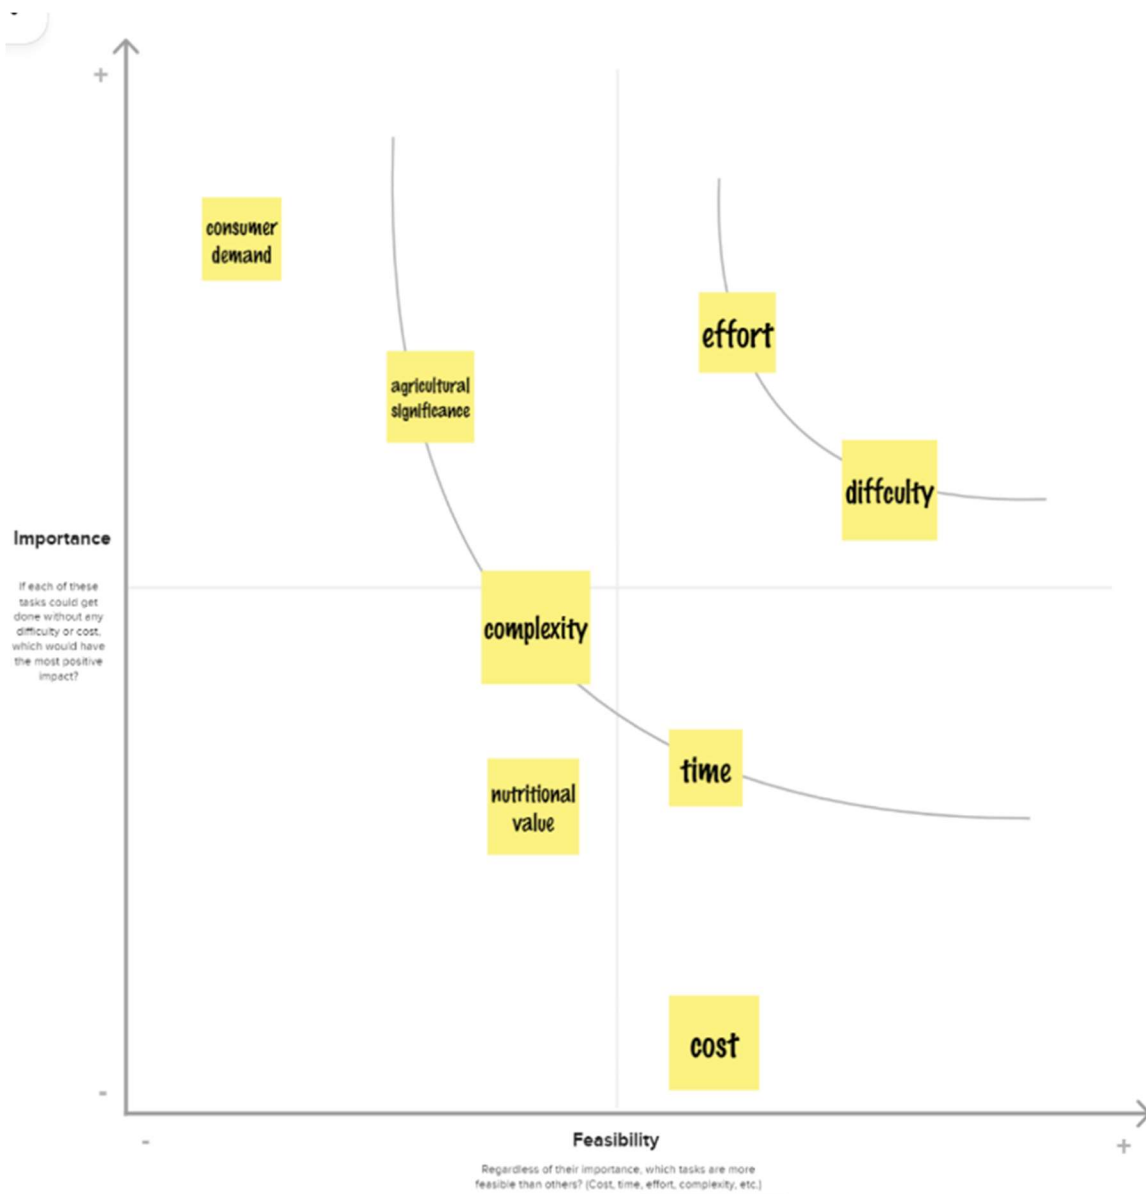 +
consumer
demand
effort
agricultural
significance
diffculty
Importance
If each of these
tasks could get
done without any
difficulty or cost,
which would have
the most positive
impact?
complexity
time
nutritional
value
cost
-
-
Feasibility
+
Regardless of their importance, which tasks are more
feasible than others? (Cost, time, effort, complexity, etc.)